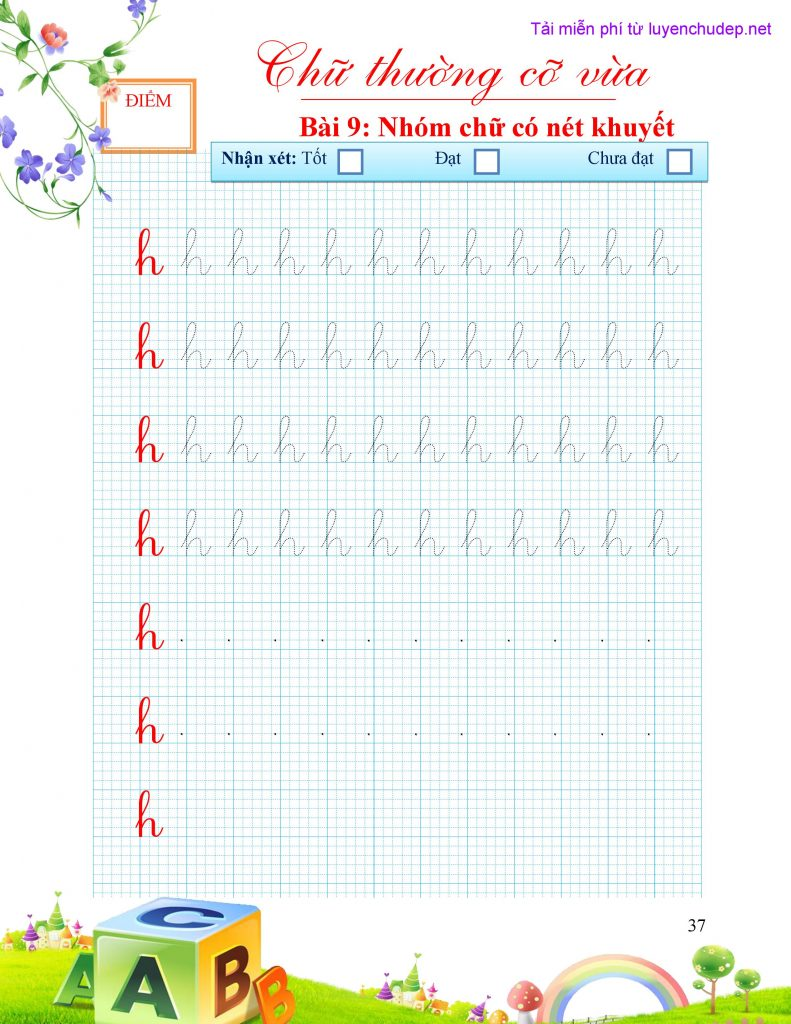 Tải miễn phí từ luyenchudep.net
Chữ thường cỡ vừa
ĐIỂM
Bài 9: Nhóm chữ có nét khuyết
Nhận xét: Tốt Đạt Chưa đạt
h h h h h h h h h h h h
h h h h h h h h h h h h
h h h h h h h h h h h h
h h h h h h h h h h h h
h . . . . . . . . . . .
h . . . . . . . . . . .
h
37
A C A B B